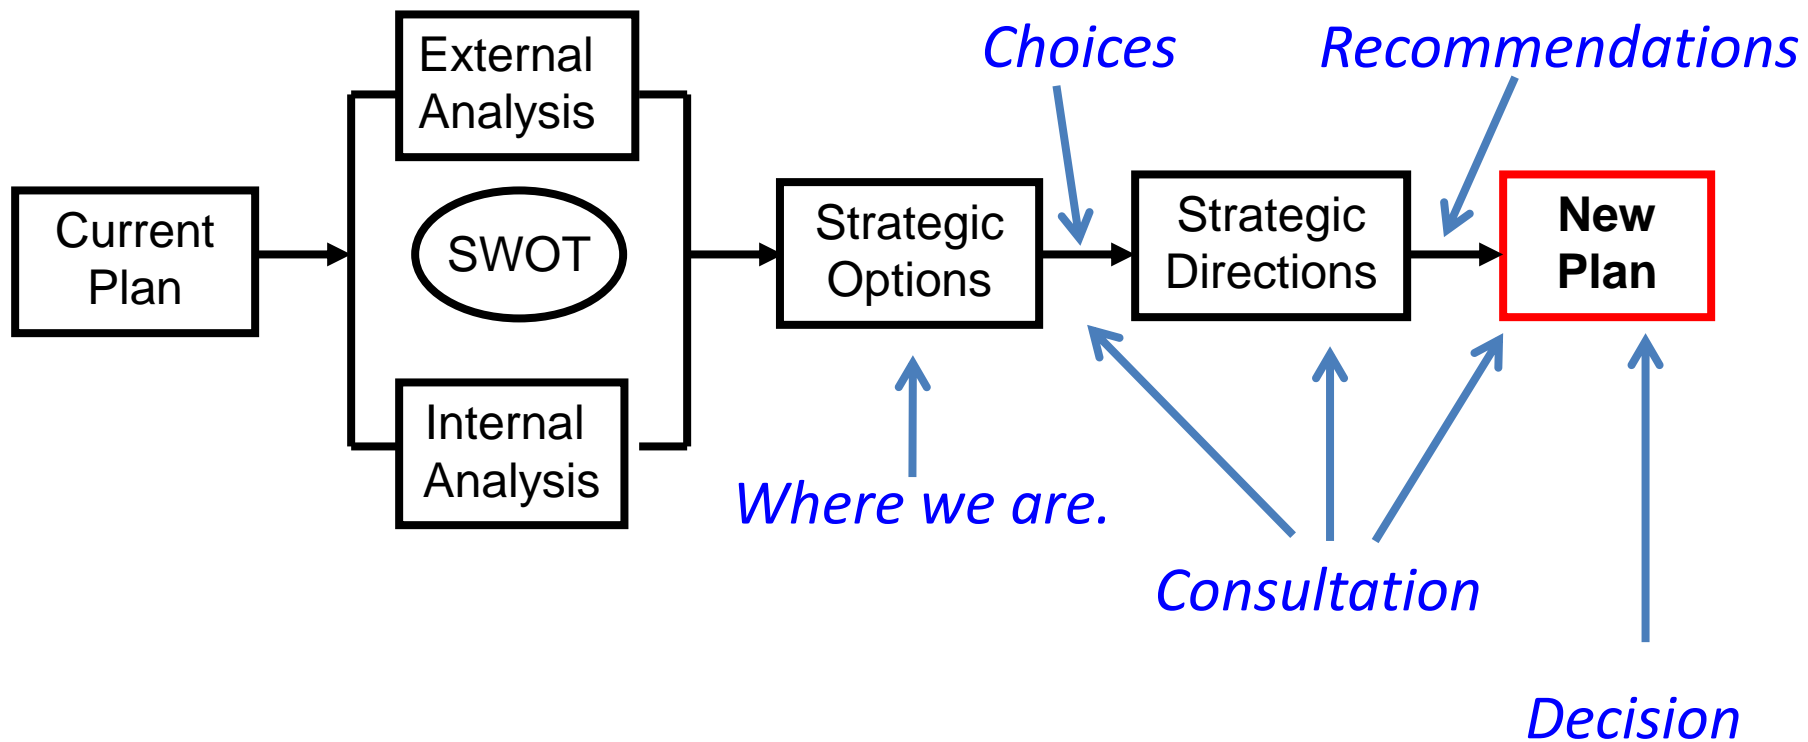 Current
Plan
External
Analysis
SWOT
Internal
Analysis
Strategic
Options
Where we are.
Choices
Strategic
Directions
Recommendations
New
Plan
Consultation
Decision